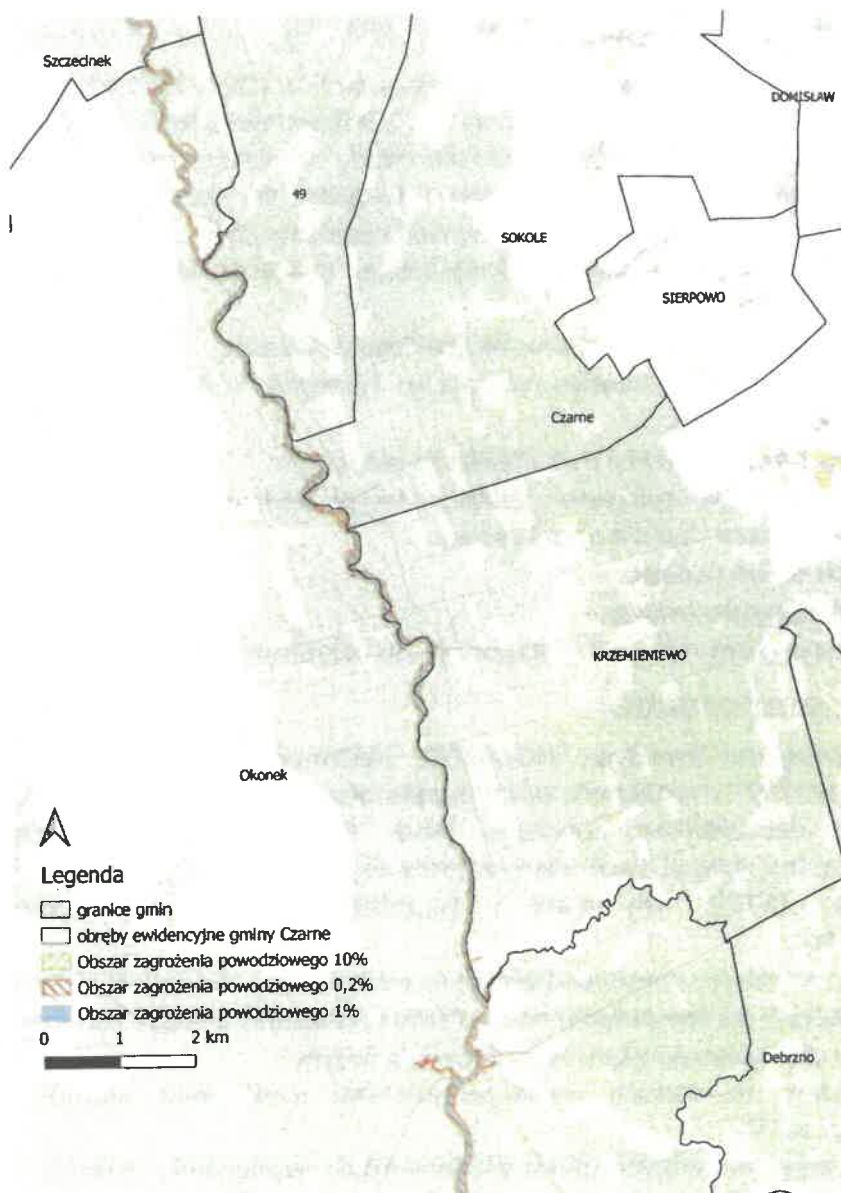 Szczecinek
DOMISŁAW
49
SOKOLE
SIERPOWO
Czarne
KRZEMIENIEWO
Okonek
Legenda
granice gmin
obręby ewidencyjne gminy Czarne
Obszar zagrożenia powodziowego 10%
Obszar zagrożenia powodziowego 0,2%
Obszar zagrożenia powodziowego 1%
0 1 2 km
Debrzno